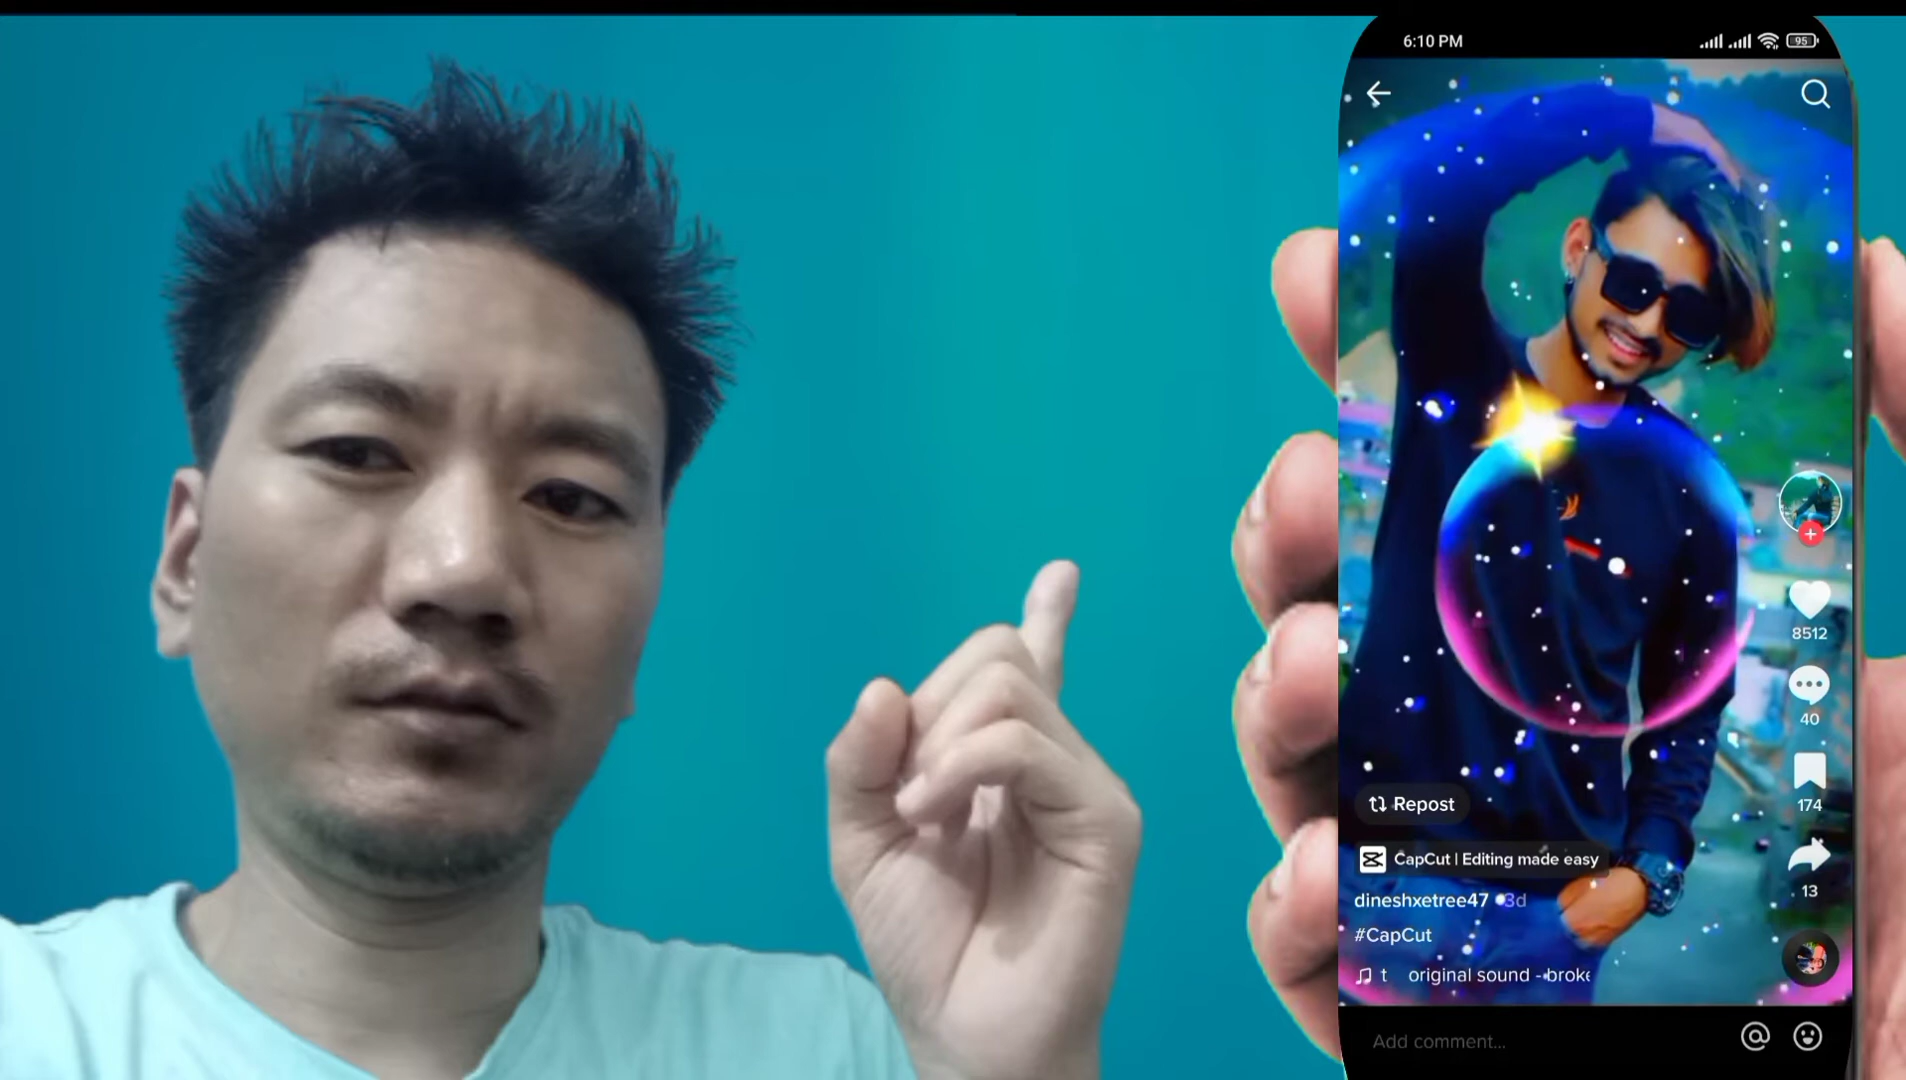 6:10 PM
95
8512
40
174
Repost
CapCut | Editing made easy
13
dineshxetree47 3d
#CapCut
t original sound - broke
Add comment...